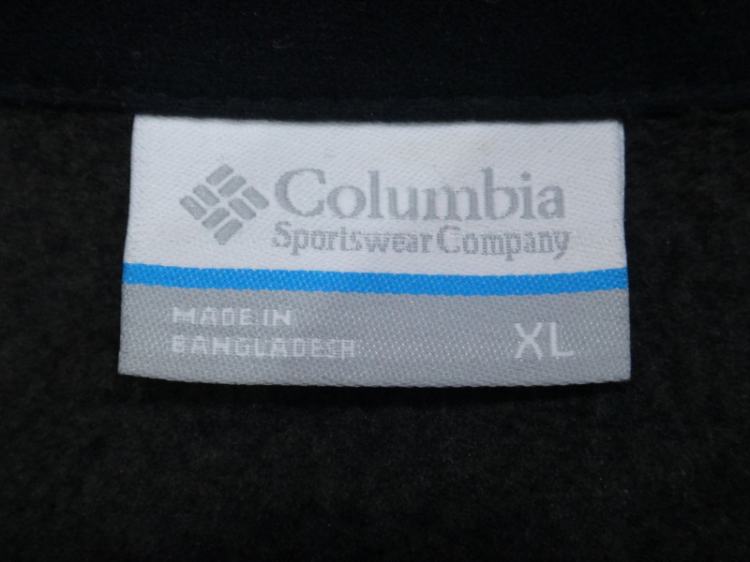 Columbia
Sportswear Company
MADE IN
BANGLADESH
XL